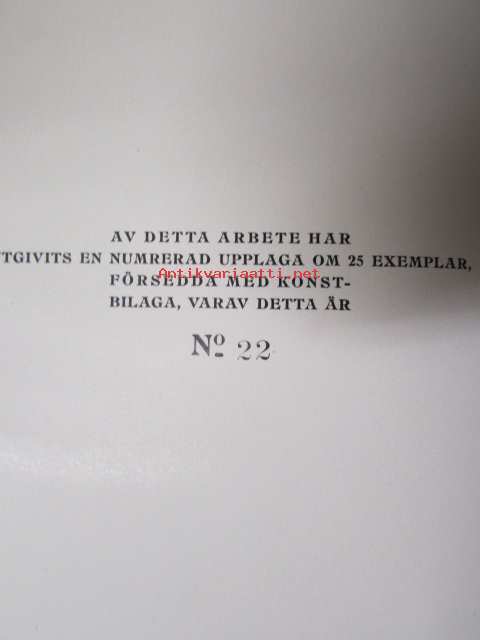 AV DETTA ARBETE HAR
TGIVITS EN NUMRERAD UPPLAGA OM 25 EXEMPLAR,
Antikvariaatti.net
FÖRSEDDA MED KONST-
BILAGA, VARAV DETTA ÄR
Nº 22